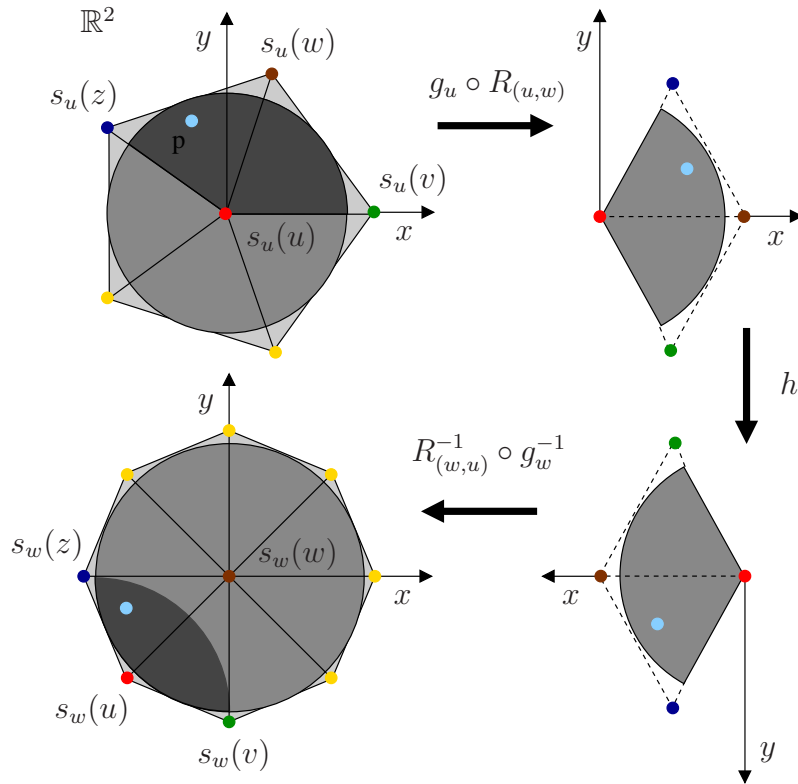 ℝ²
y
s_u(w)
s_u(z)
p
s_u(v)
s_u(u)
x
g_u ∘ R_{(u,w)}
y
x
h
y
R^{-1}_{(w,u)} ∘ g^{-1}_w
s_w(z)
s_w(w)
x
s_w(u)
s_w(v)
x
y